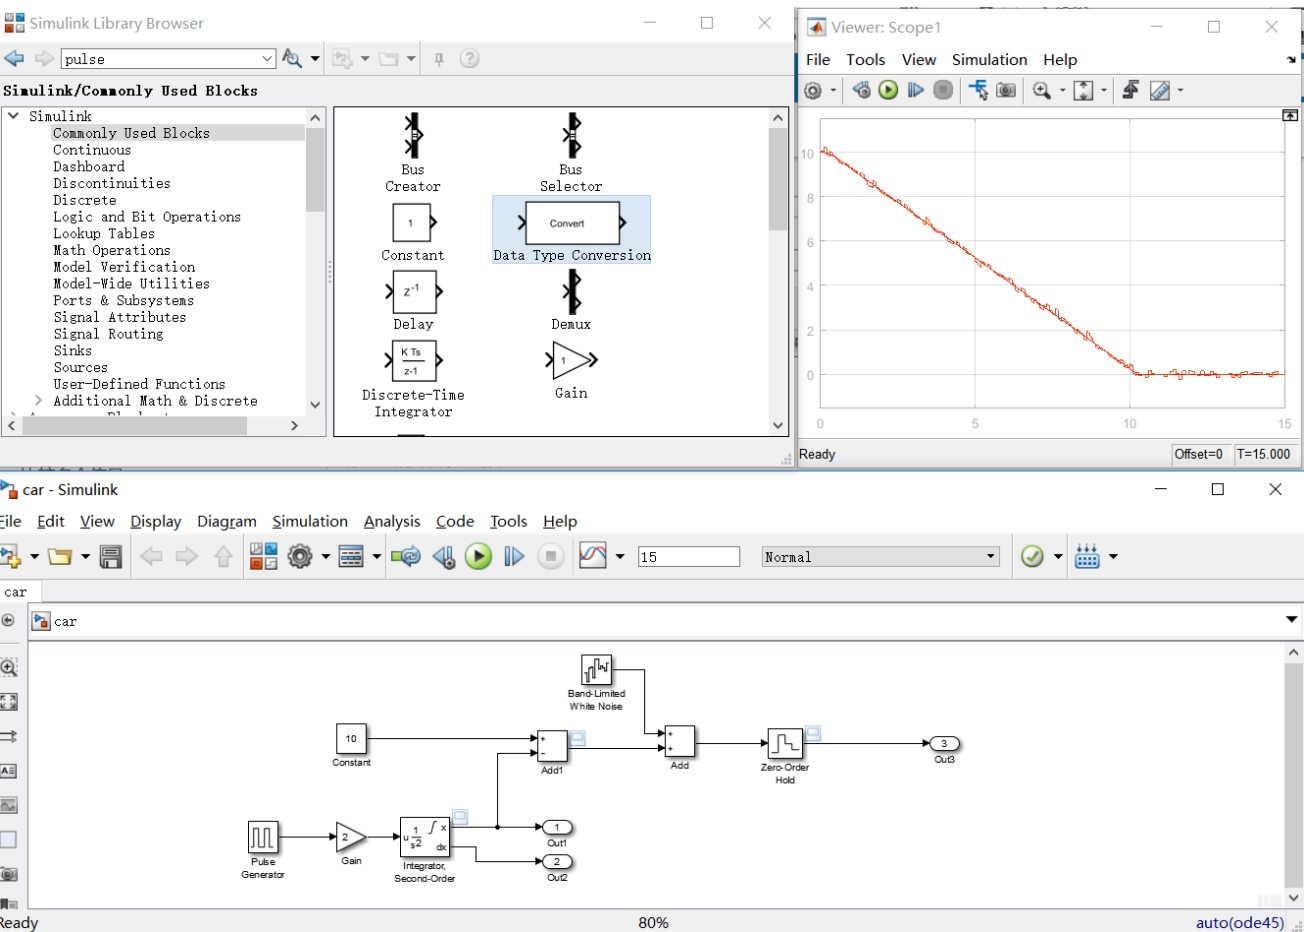 Simulink Library Browser
pulse
Simulink/Commonly Used Blocks
Simulink
Commonly Used Blocks
Continuous
Dashboard
Discontinuities
Discrete
Logic and Bit Operations
Lookup Tables
Math Operations
Model Verification
Model-Wide Utilities
Ports & Subsystems
Signal Attributes
Signal Routing
Sinks
Sources
User-Defined Functions
Additional Math & Discrete
Bus
Creator
Bus
Selector
1
Constant
Convert
Data Type Conversion
z-1
Delay
Demux
K Ts
z-1
Discrete-Time
Integrator
1
Gain
Viewer: Scope1
File Tools View Simulation Help
10
8
6
4
2
0
0 5 10 15
Ready Offset=0 T=15.000
car - Simulink
File Edit View Display Diagram Simulation Analysis Code Tools Help
15 Normal
car
car
Band-Limited
White Noise
10
Constant
+
−
Add1
+
+
Add
Zero-Order
Hold
3
Out3
Pulse
Generator
2
Gain
u 1 s2 ∫ x dx
Integrator,
Second-Order
1
Out1
2
Out2
Ready 80% auto(ode45)